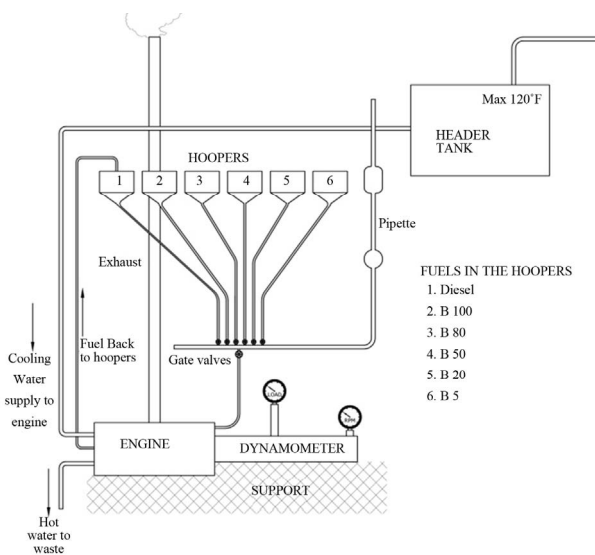 Max 120°F
HEADER
TANK
HOOPERS
1 2 3 4 5 6
Pipette
Exhaust
FUELS IN THE HOOPERS
1. Diesel
2. B 100
3. B 80
4. B 50
5. B 20
6. B 5
Fuel Back
to hoopers
Gate valves
Cooling
Water
supply to
engine
LOAD
RPM
ENGINE
DYNAMOMETER
SUPPORT
Hot
water to
waste